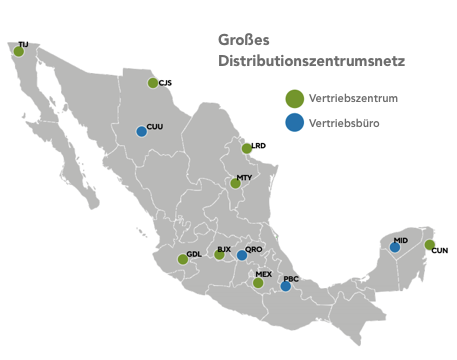 Großes
Distributionszentrumsnetz
Vertriebszentrum
Vertriebsbüro
TIJ
CJS
CUU
LRD
MTY
GDL
BJX
QRO
MEX
PBC
MID
CUN